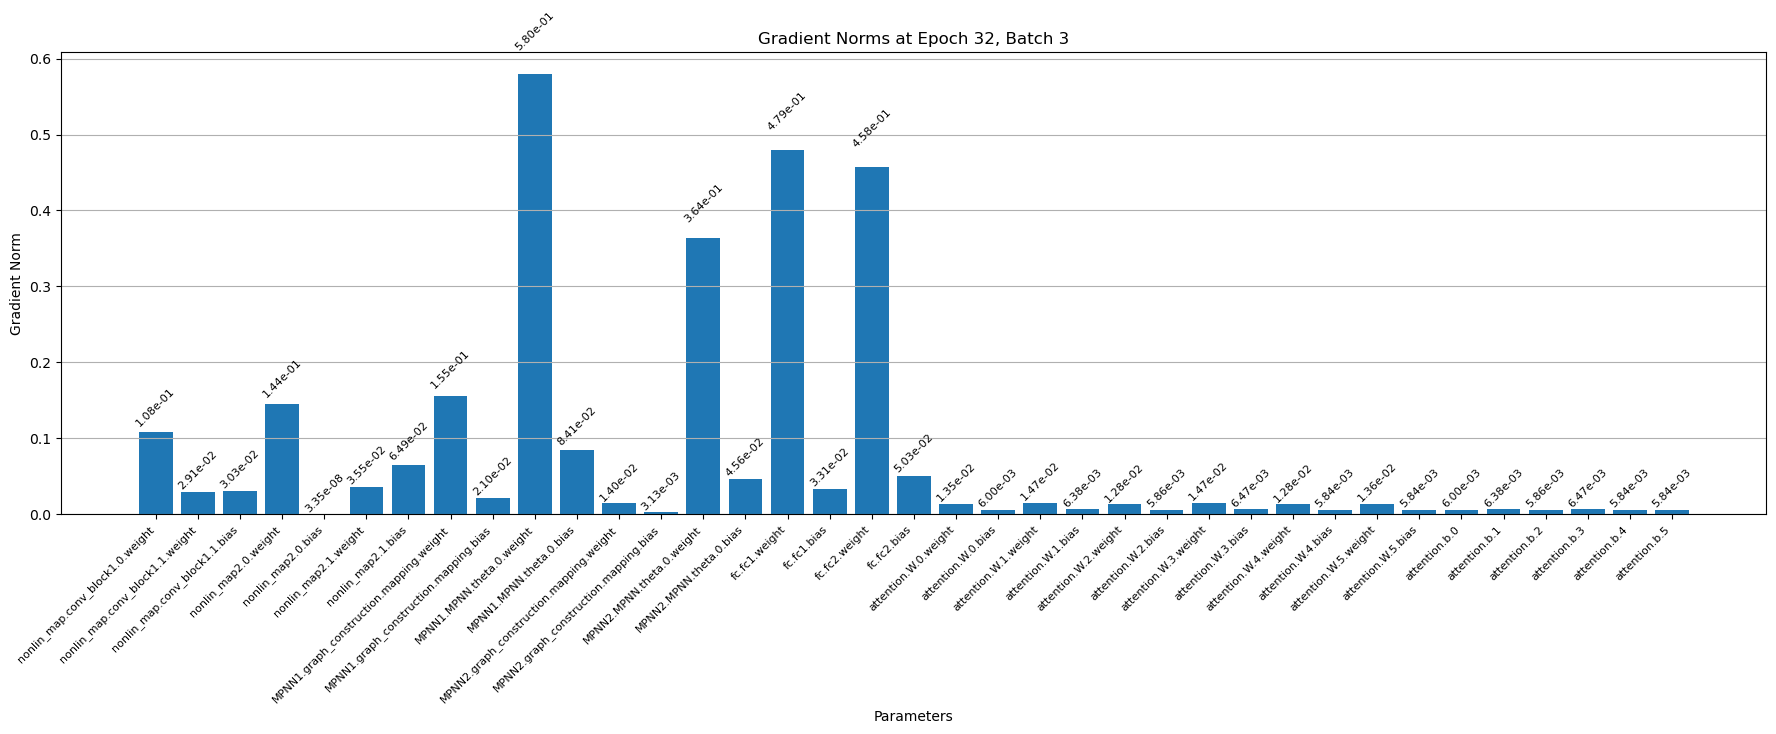 Gradient Norms at Epoch 32, Batch 3
Gradient Norm
0.6
0.5
0.4
0.3
0.2
0.1
0.0
1.08e-01
2.91e-02
3.03e-02
1.44e-01
3.35e-08
3.55e-02
6.49e-02
1.55e-01
2.10e-02
5.80e-01
8.41e-02
1.40e-02
3.13e-03
3.64e-01
4.56e-02
4.79e-01
3.31e-02
4.58e-01
5.03e-02
1.35e-02
6.00e-03
1.47e-02
6.38e-03
1.28e-02
5.86e-03
1.47e-02
6.47e-03
1.28e-02
5.84e-03
1.36e-02
5.84e-03
6.00e-03
6.38e-03
5.86e-03
6.47e-03
5.84e-03
5.84e-03
nonlin_map.conv_block1.0.weight
nonlin_map.conv_block1.1.weight
nonlin_map.conv_block1.1.bias
nonlin_map2.0.weight
nonlin_map2.0.bias
nonlin_map2.1.weight
nonlin_map2.1.bias
MPNN1.graph_construction.mapping.weight
MPNN1.graph_construction.mapping.bias
MPNN1.MPNN.theta.0.weight
MPNN1.MPNN.theta.0.bias
MPNN2.graph_construction.mapping.weight
MPNN2.graph_construction.mapping.bias
MPNN2.MPNN.theta.0.weight
MPNN2.MPNN.theta.0.bias
fc.fc1.weight
fc.fc1.bias
fc.fc2.weight
fc.fc2.bias
attention.W.0.weight
attention.W.0.bias
attention.W.1.weight
attention.W.1.bias
attention.W.2.weight
attention.W.2.bias
attention.W.3.weight
attention.W.3.bias
attention.W.4.weight
attention.W.4.bias
attention.W.5.weight
attention.W.5.bias
attention.b.0
attention.b.1
attention.b.2
attention.b.3
attention.b.4
attention.b.5
Parameters